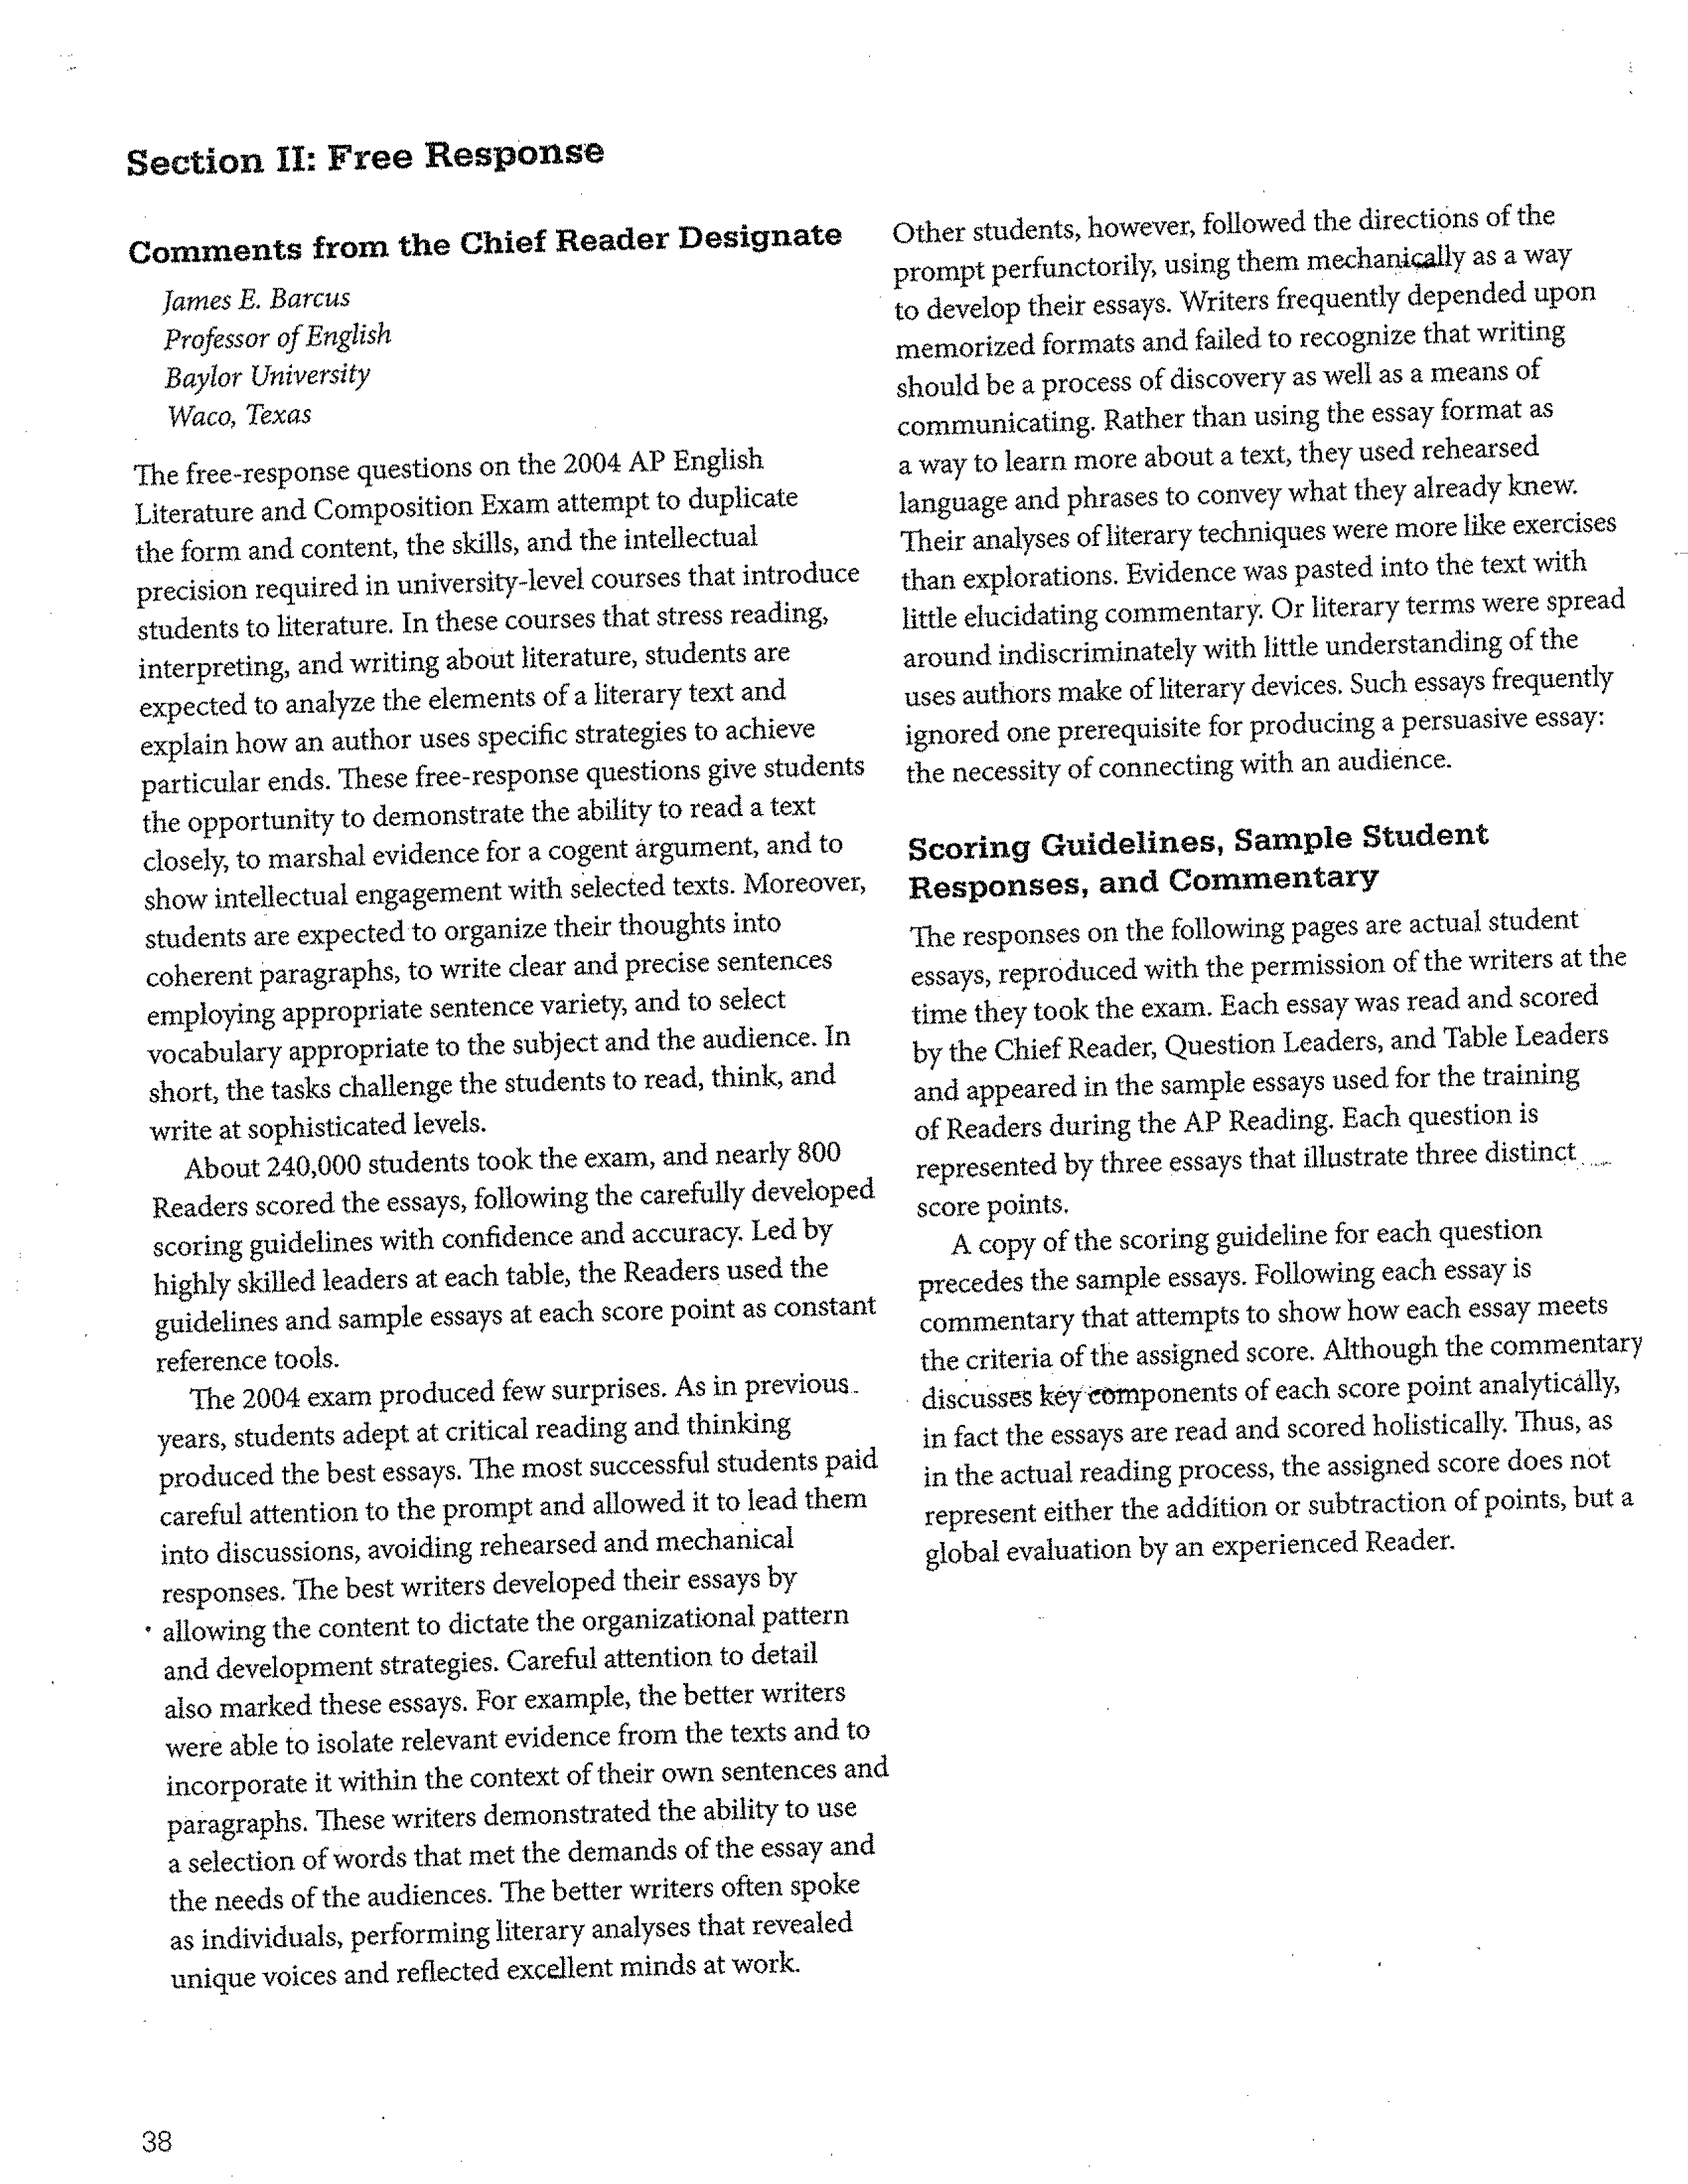 Section II: Free Response
Comments from the Chief Reader Designate
James E. Barcus
Professor of English
Baylor University
Waco, Texas
The free-response questions on the 2004 AP English
Literature and Composition Exam attempt to duplicate
the form and content, the skills, and the intellectual
precision required in university-level courses that introduce
students to literature. In these courses that stress reading,
interpreting, and writing about literature, students are
expected to analyze the elements of a literary text and
explain how an author uses specific strategies to achieve
particular ends. These free-response questions give students
the opportunity to demonstrate the ability to read a text
closely, to marshal evidence for a cogent argument, and to
show intellectual engagement with selected texts. Moreover,
students are expected to organize their thoughts into
coherent paragraphs, to write clear and precise sentences
employing appropriate sentence variety, and to select
vocabulary appropriate to the subject and the audience. In
short, the tasks challenge the students to read, think, and
write at sophisticated levels.
About 240,000 students took the exam, and nearly 800
Readers scored the essays, following the carefully developed
scoring guidelines with confidence and accuracy. Led by
highly skilled leaders at each table, the Readers used the
guidelines and sample essays at each score point as constant
reference tools.
The 2004 exam produced few surprises. As in previous
years, students adept at critical reading and thinking
produced the best essays. The most successful students paid
careful attention to the prompt and allowed it to lead them
into discussions, avoiding rehearsed and mechanical
responses. The best writers developed their essays by
allowing the content to dictate the organizational pattern
and development strategies. Careful attention to detail
also marked these essays. For example, the better writers
were able to isolate relevant evidence from the texts and to
incorporate it within the context of their own sentences and
paragraphs. These writers demonstrated the ability to use
a selection of words that met the demands of the essay and
the needs of the audiences. The better writers often spoke
as individuals, performing literary analyses that revealed
unique voices and reflected excellent minds at work.
Other students, however, followed the directions of the
prompt perfunctorily, using them mechanically as a way
to develop their essays. Writers frequently depended upon
memorized formats and failed to recognize that writing
should be a process of discovery as well as a means of
communicating. Rather than using the essay format as
a way to learn more about a text, they used rehearsed
language and phrases to convey what they already knew.
Their analyses of literary techniques were more like exercises
than explorations. Evidence was pasted into the text with
little elucidating commentary. Or literary terms were spread
around indiscriminately with little understanding of the
uses authors make of literary devices. Such essays frequently
ignored one prerequisite for producing a persuasive essay:
the necessity of connecting with an audience.
Scoring Guidelines, Sample Student
Responses, and Commentary
The responses on the following pages are actual student
essays, reproduced with the permission of the writers at the
time they took the exam. Each essay was read and scored
by the Chief Reader, Question Leaders, and Table Leaders
and appeared in the sample essays used for the training
of Readers during the AP Reading. Each question is
represented by three essays that illustrate three distinct
score points.
A copy of the scoring guideline for each question
precedes the sample essays. Following each essay is
commentary that attempts to show how each essay meets
the criteria of the assigned score. Although the commentary
discusses key components of each score point analytically,
in fact the essays are read and scored holistically. Thus, as
in the actual reading process, the assigned score does not
represent either the addition or subtraction of points, but a
global evaluation by an experienced Reader.
38